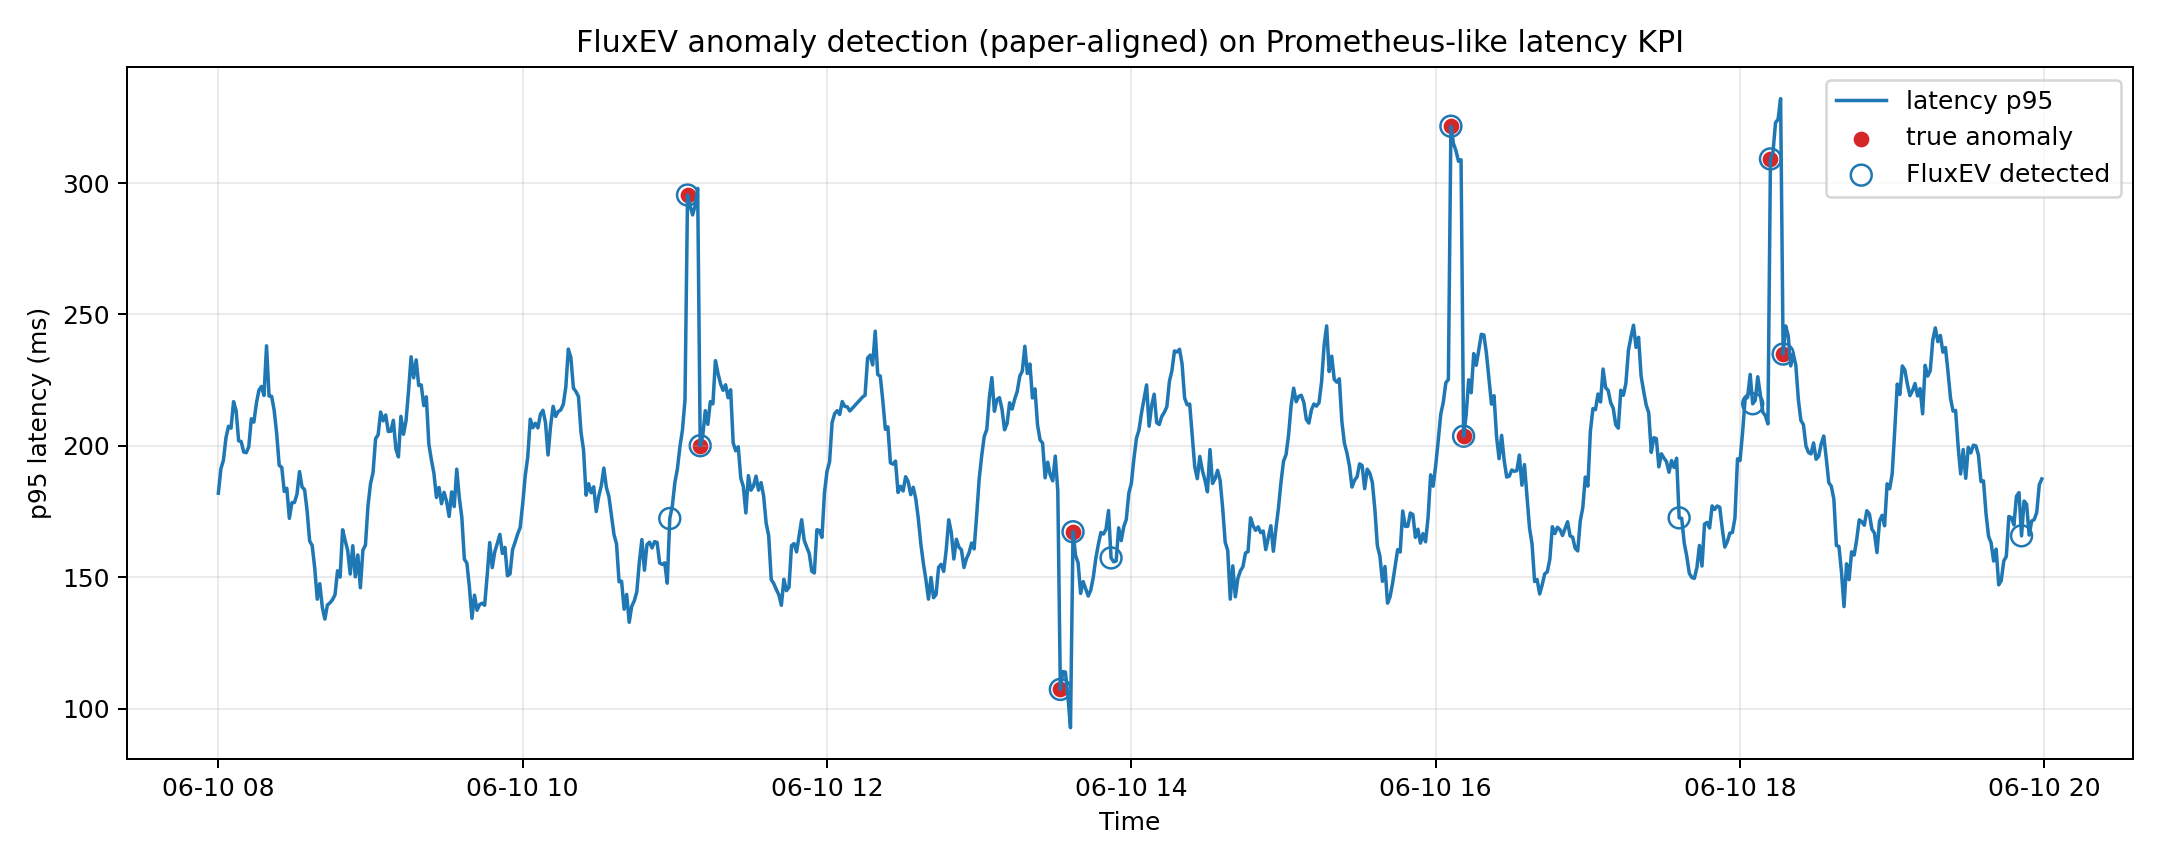 FluxEV anomaly detection (paper-aligned) on Prometheus-like latency KPI
latency p95
true anomaly
FluxEV detected
p95 latency (ms)
300
250
200
150
100
06-10 08
06-10 10
06-10 12
06-10 14
06-10 16
06-10 18
06-10 20
Time